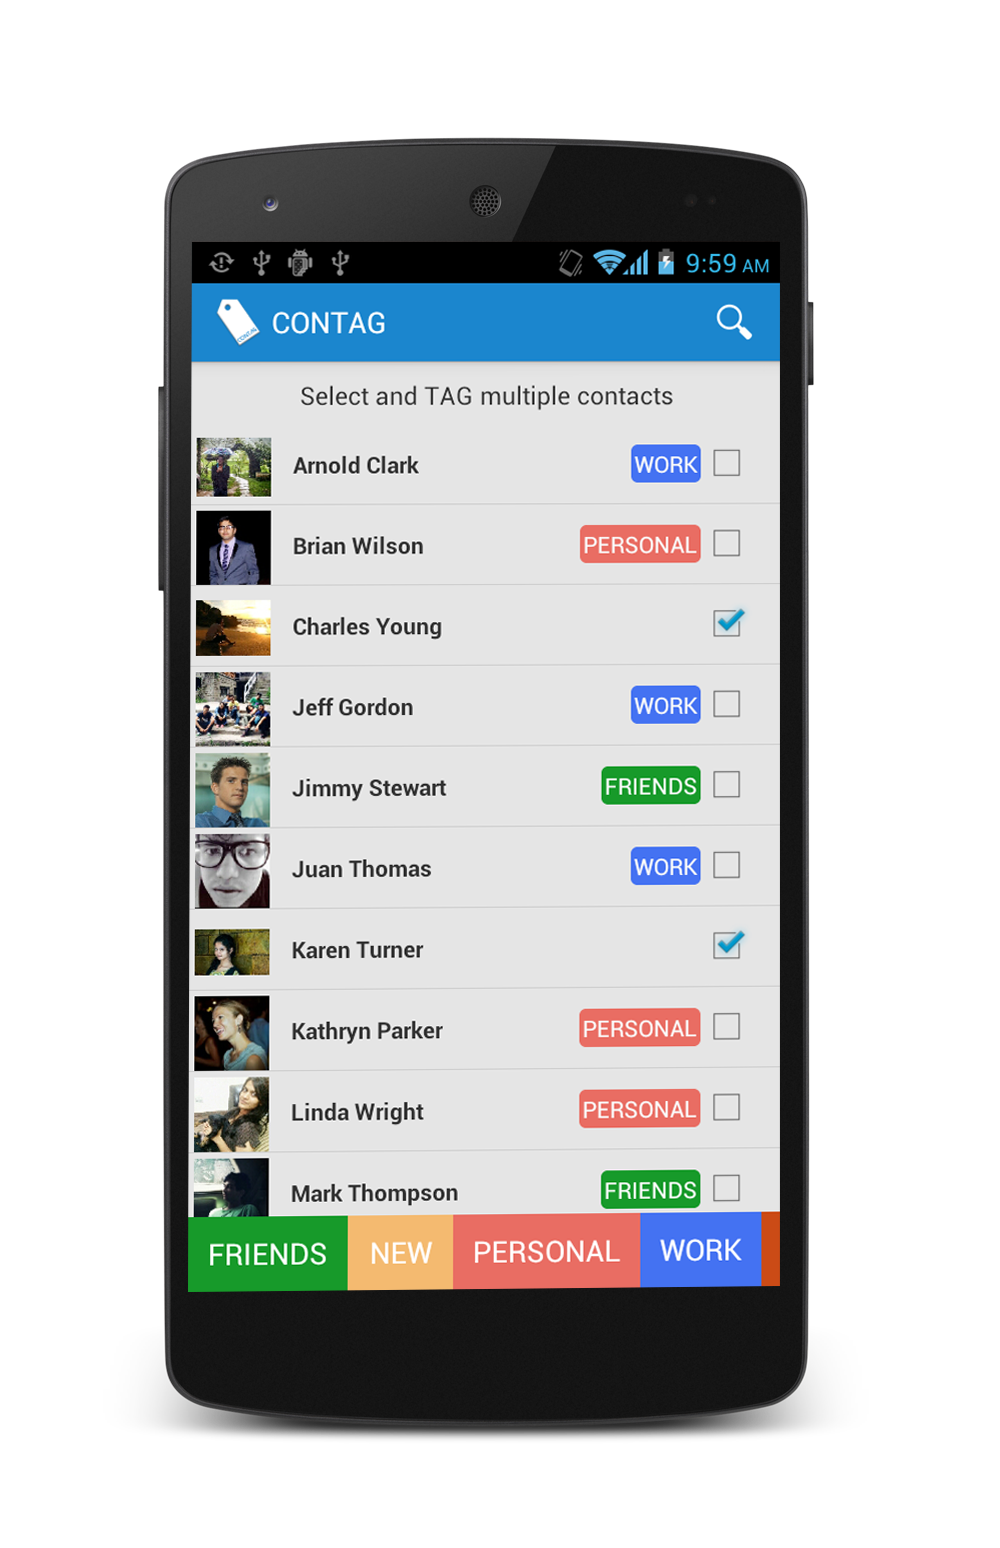 9:59 AM
CONTAG
Select and TAG multiple contacts
Arnold Clark WORK
Brian Wilson PERSONAL
Charles Young
Jeff Gordon WORK
Jimmy Stewart FRIENDS
Juan Thomas WORK
Karen Turner
Kathryn Parker PERSONAL
Linda Wright PERSONAL
Mark Thompson FRIENDS
FRIENDS NEW PERSONAL WORK